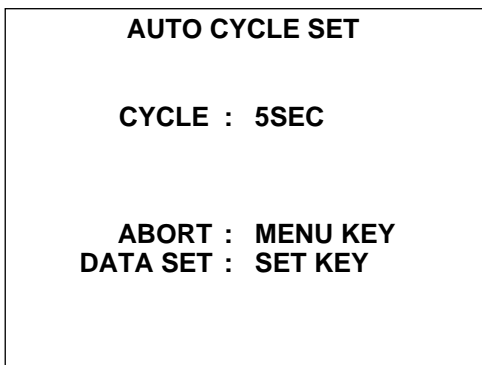 AUTO CYCLE SET
CYCLE : 5SEC
ABORT : MENU KEY
DATA SET : SET KEY